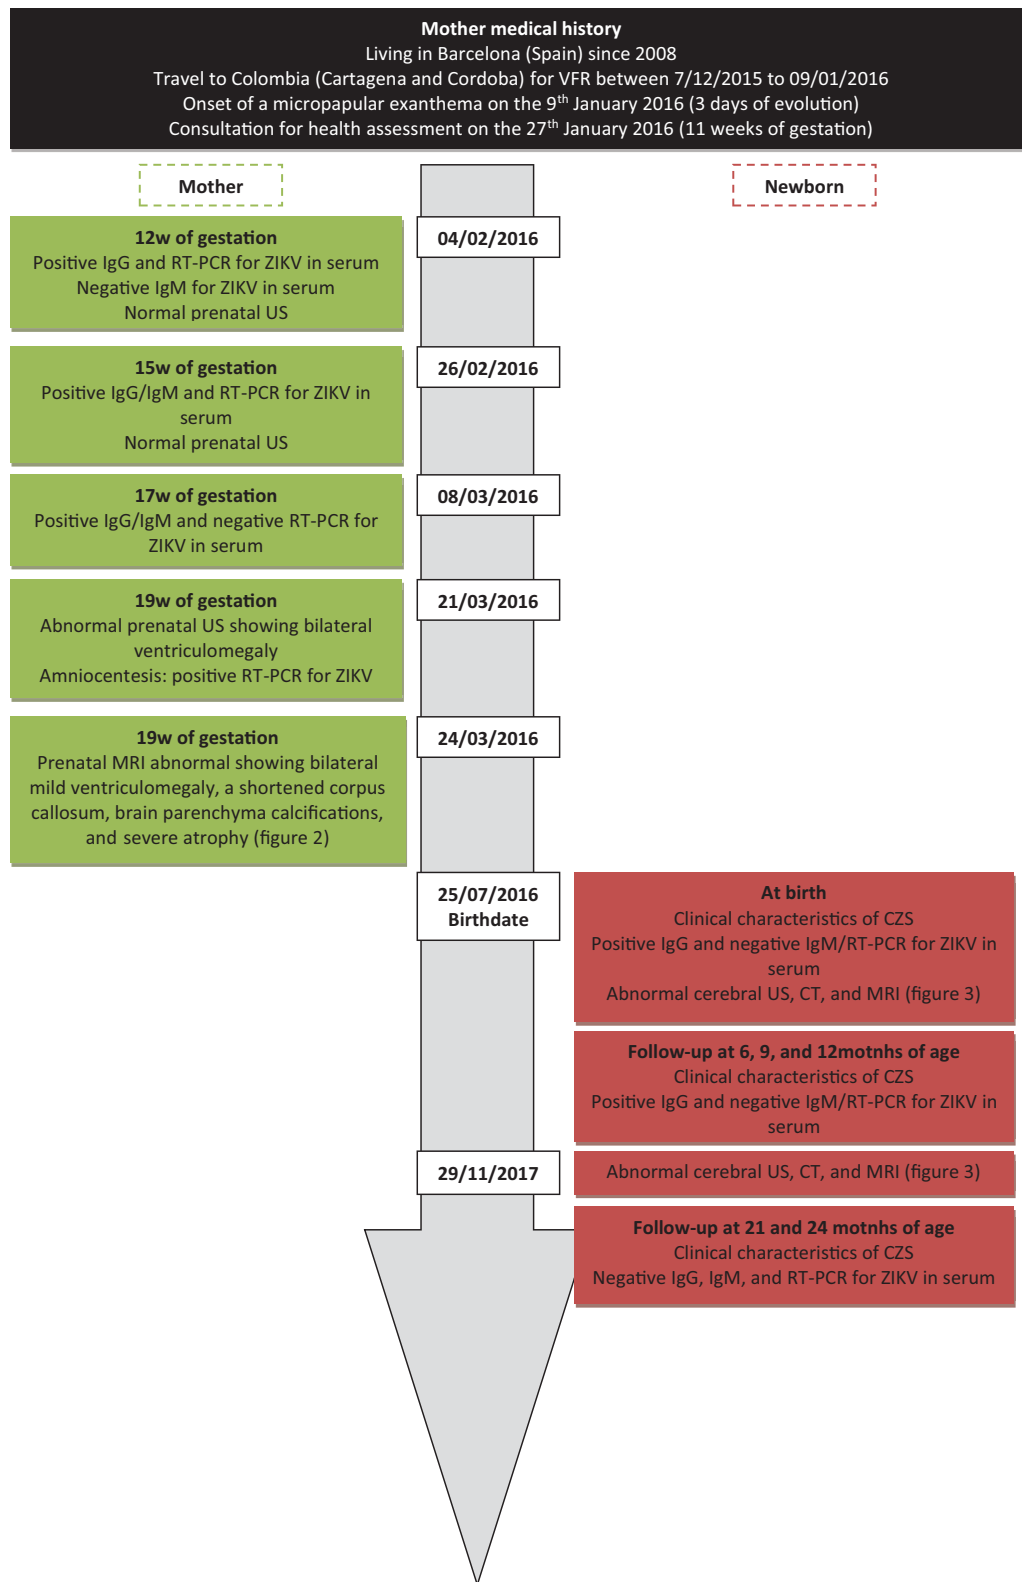 Mother medical history
Living in Barcelona (Spain) since 2008
Travel to Colombia (Cartagena and Cordoba) for VFR between 7/12/2015 to 09/01/2016
Onset of a micropapular exanthema on the 9th January 2016 (3 days of evolution)
Consultation for health assessment on the 27th January 2016 (11 weeks of gestation)
Mother
Newborn
12w of gestation
Positive IgG and RT-PCR for ZIKV in serum
Negative IgM for ZIKV in serum
Normal prenatal US
04/02/2016
15w of gestation
Positive IgG/IgM and RT-PCR for ZIKV in
serum
Normal prenatal US
26/02/2016
17w of gestation
Positive IgG/IgM and negative RT-PCR for
ZIKV in serum
08/03/2016
19w of gestation
Abnormal prenatal US showing bilateral
ventriculomegaly
Amniocentesis: positive RT-PCR for ZIKV
21/03/2016
19w of gestation
Prenatal MRI abnormal showing bilateral
mild ventriculomegaly, a shortened corpus
callosum, brain parenchyma calcifications,
and severe atrophy (figure 2)
24/03/2016
25/07/2016
Birthdate
At birth
Clinical characteristics of CZS
Positive IgG and negative IgM/RT-PCR for ZIKV in
serum
Abnormal cerebral US, CT, and MRI (figure 3)
Follow-up at 6, 9, and 12motnhs of age
Clinical characteristics of CZS
Positive IgG and negative IgM/RT-PCR for ZIKV in
serum
29/11/2017
Abnormal cerebral US, CT, and MRI (figure 3)
Follow-up at 21 and 24 motnhs of age
Clinical characteristics of CZS
Negative IgG, IgM, and RT-PCR for ZIKV in serum